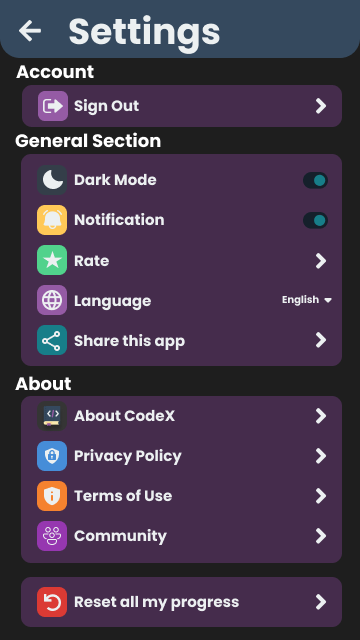 Settings
Account
Sign Out
General Section
Dark Mode
Notification
Rate
Language English
Share this app
About
About CodeX
Privacy Policy
Terms of Use
Community
Reset all my progress